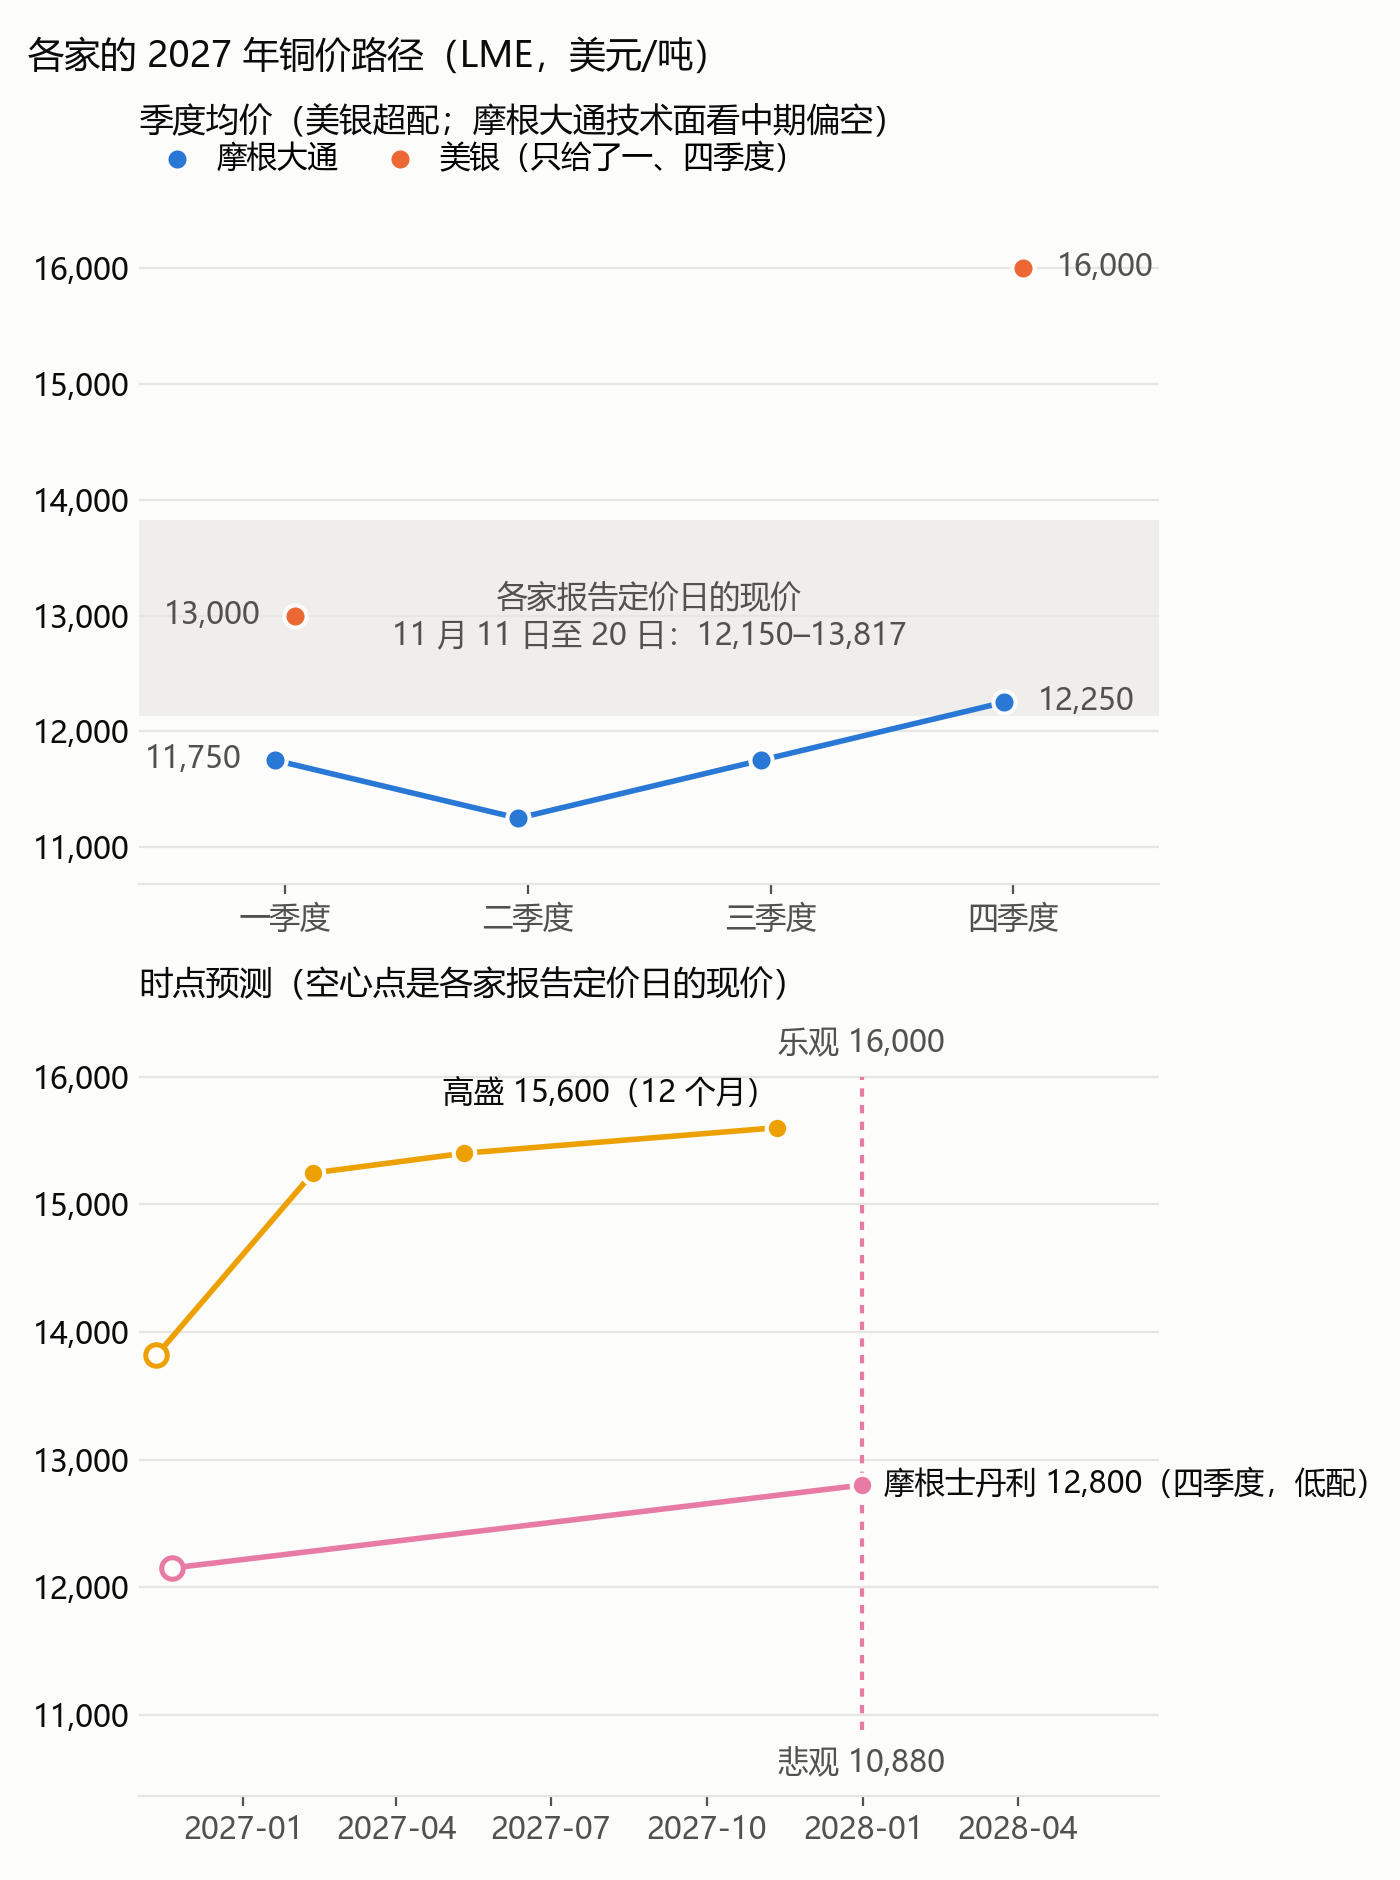 各家的 2027 年铜价路径（LME，美元/吨）
季度均价（美银超配；摩根大通技术面看中期偏空）
摩根大通
美银（只给了一、四季度）
16,000
16,000
15,000
14,000
各家报告定价日的现价
13,000
13,000
11 月 11 日至 20 日：12,150–13,817
12,250
12,000
11,750
11,000
一季度
二季度
三季度
四季度
时点预测（空心点是各家报告定价日的现价）
乐观 16,000
16,000
高盛 15,600（12 个月）
15,000
14,000
13,000
摩根士丹利 12,800（四季度，低配）
12,000
11,000
悲观 10,880
2027-01
2027-04
2027-07
2027-10
2028-01
2028-04